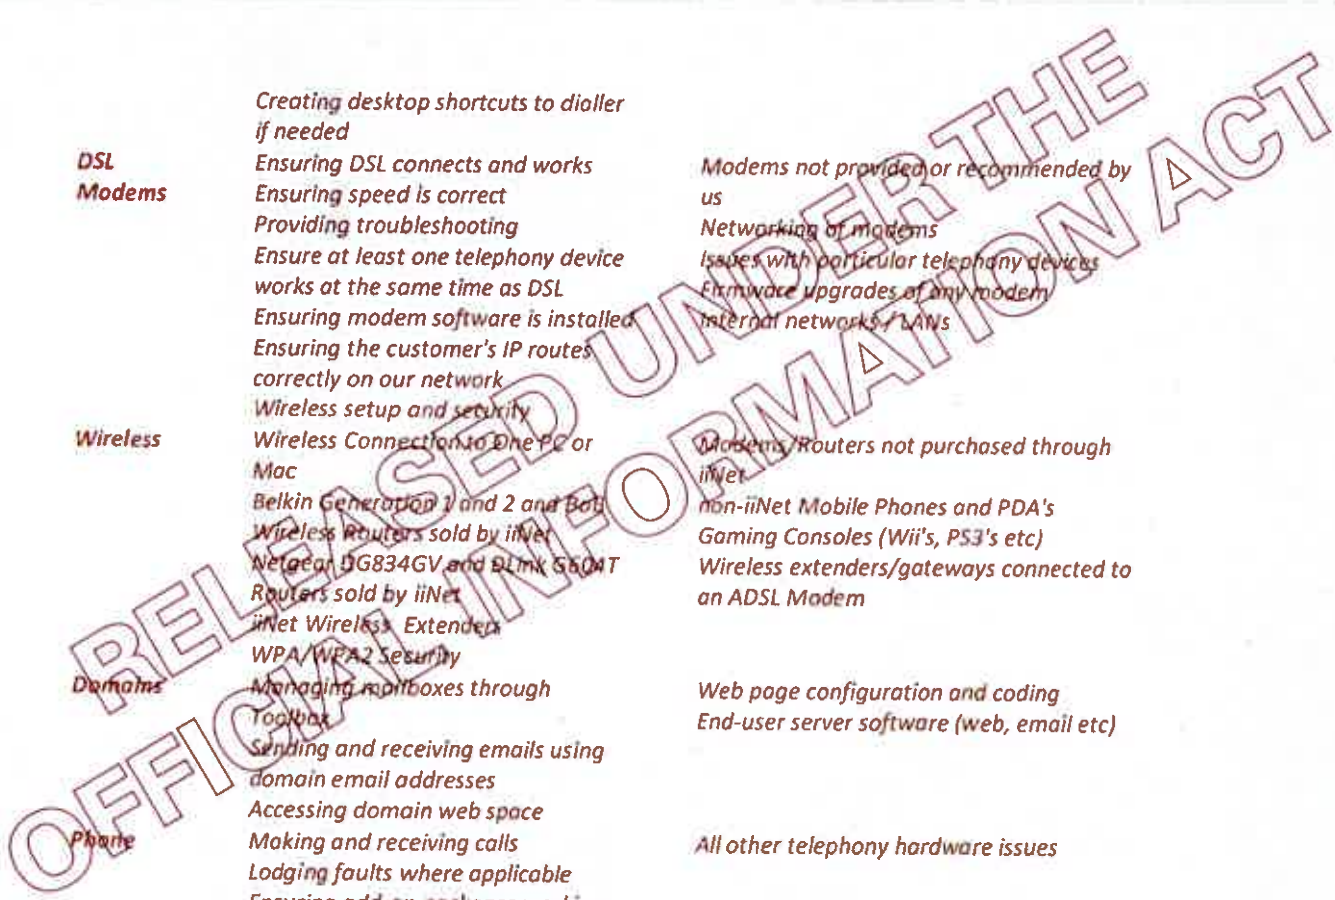 Creating desktop shortcuts to dialler
if needed
DSL Ensuring DSL connects and works Modems not provided or recommended by
Modems Ensuring speed is correct us
Providing troubleshooting Networking of modems
Ensure at least one telephony device Issues with particular telephony devices
works at the same time as DSL Firmware upgrades of any modem
Ensuring modem software is installed Internal networks / LANs
Ensuring the customer's IP routes
correctly on our network
Wireless setup and security
Wireless Wireless Connection to One PC or Modems/Routers not purchased through
Mac iiNet
Belkin Generation 1 and 2 and non-iiNet Mobile Phones and PDA's
Wireless Routers sold by iiNet Gaming Consoles (Wii's, PS3's etc)
Netgear DG834GV and DLink G604T Wireless extenders/gateways connected to
Routers sold by iiNet an ADSL Modem
iiNet Wireless Extenders
WPA/WPA2 Security
Domains Managing mailboxes through Web page configuration and coding
Toolbox End-user server software (web, email etc)
Sending and receiving emails using
domain email addresses
Accessing domain web space
Phone Making and receiving calls All other telephony hardware issues
Lodging faults where applicable
RELEASED UNDER THE
OFFICIAL INFORMATION ACT